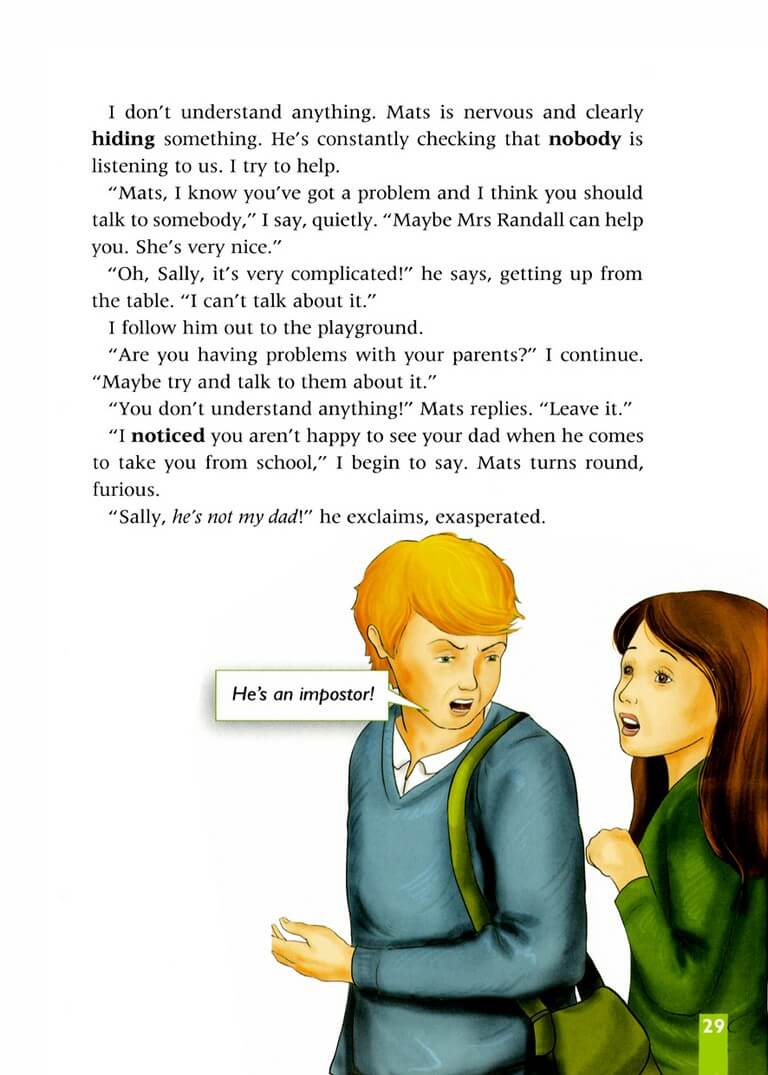 I don’t understand anything. Mats is nervous and clearly
hiding something. He’s constantly checking that nobody is
listening to us. I try to help.
“Mats, I know you’ve got a problem and I think you should
talk to somebody,” I say, quietly. “Maybe Mrs Randall can help
you. She’s very nice.”
“Oh, Sally, it’s very complicated!” he says, getting up from
the table. “I can’t talk about it.”
I follow him out to the playground.
“Are you having problems with your parents?” I continue.
“Maybe try and talk to them about it.”
“You don’t understand anything!” Mats replies. “Leave it.”
“I noticed you aren’t happy to see your dad when he comes
to take you from school,” I begin to say. Mats turns round,
furious.
“Sally, he’s not my dad!” he exclaims, exasperated.
He’s an impostor!
29